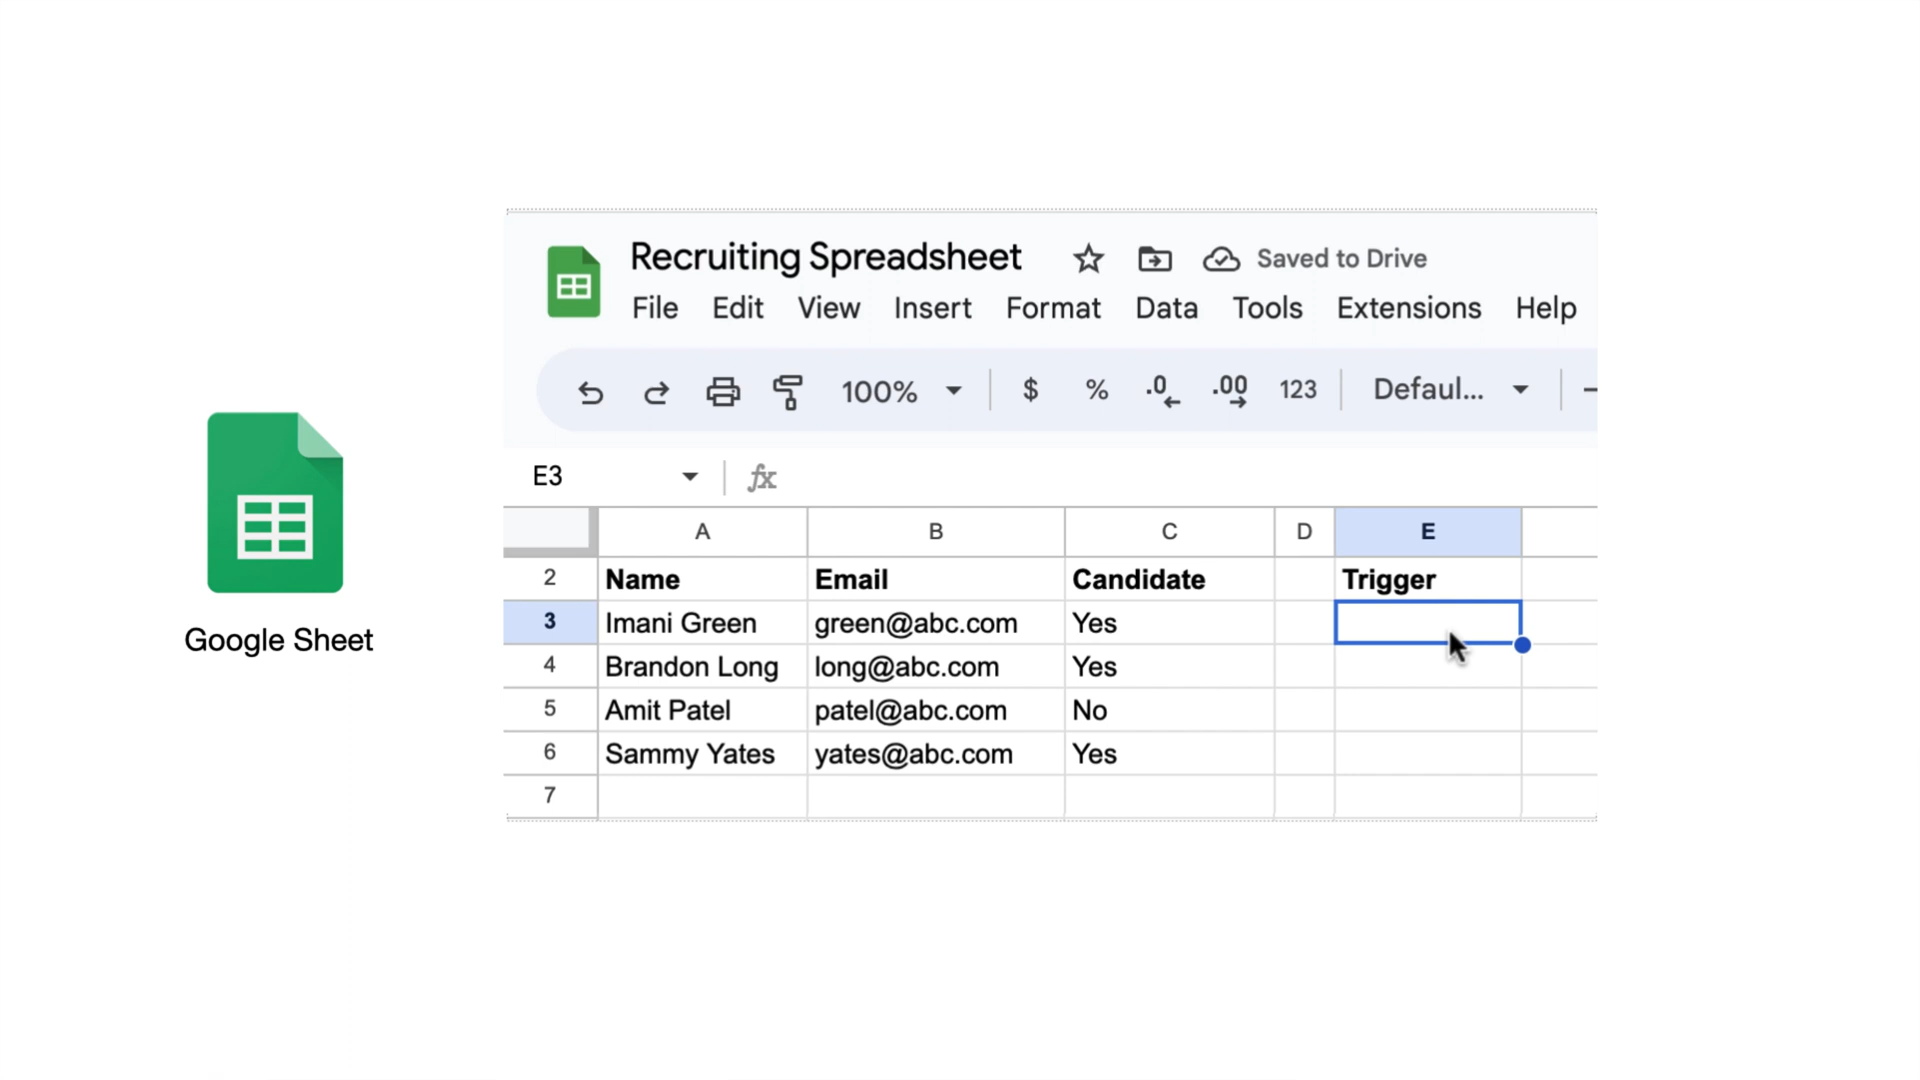 Google Sheet
Recruiting Spreadsheet Saved to Drive
File Edit View Insert Format Data Tools Extensions Help
100% $ % .0 .00 123 Defaul...
E3 fx
A B C D E
2 Name Email Candidate Trigger
3 Imani Green green@abc.com Yes
4 Brandon Long long@abc.com Yes
5 Amit Patel patel@abc.com No
6 Sammy Yates yates@abc.com Yes
7